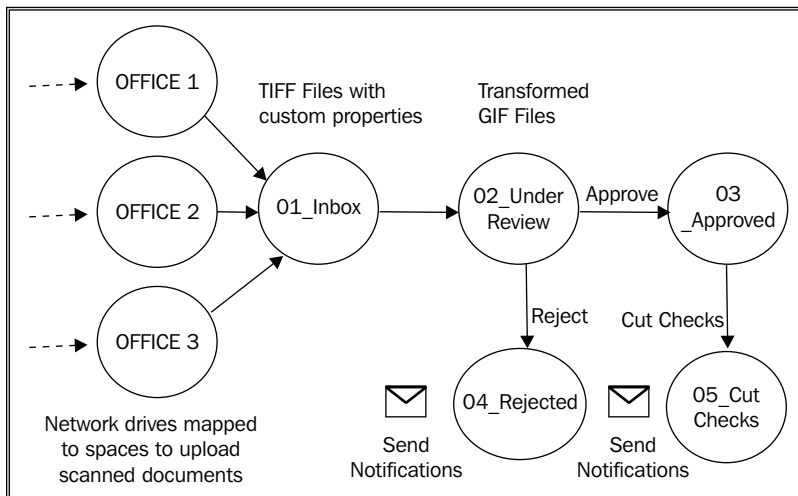 OFFICE 1
OFFICE 2
OFFICE 3
Network drives mapped
to spaces to upload
scanned documents
TIFF Files with
custom properties
01_Inbox
Transformed
GIF Files
02_Under
Review
Approve
03
_Approved
Reject
Cut Checks
04_Rejected
Send
Notifications
05_Cut
Checks
Send
Notifications